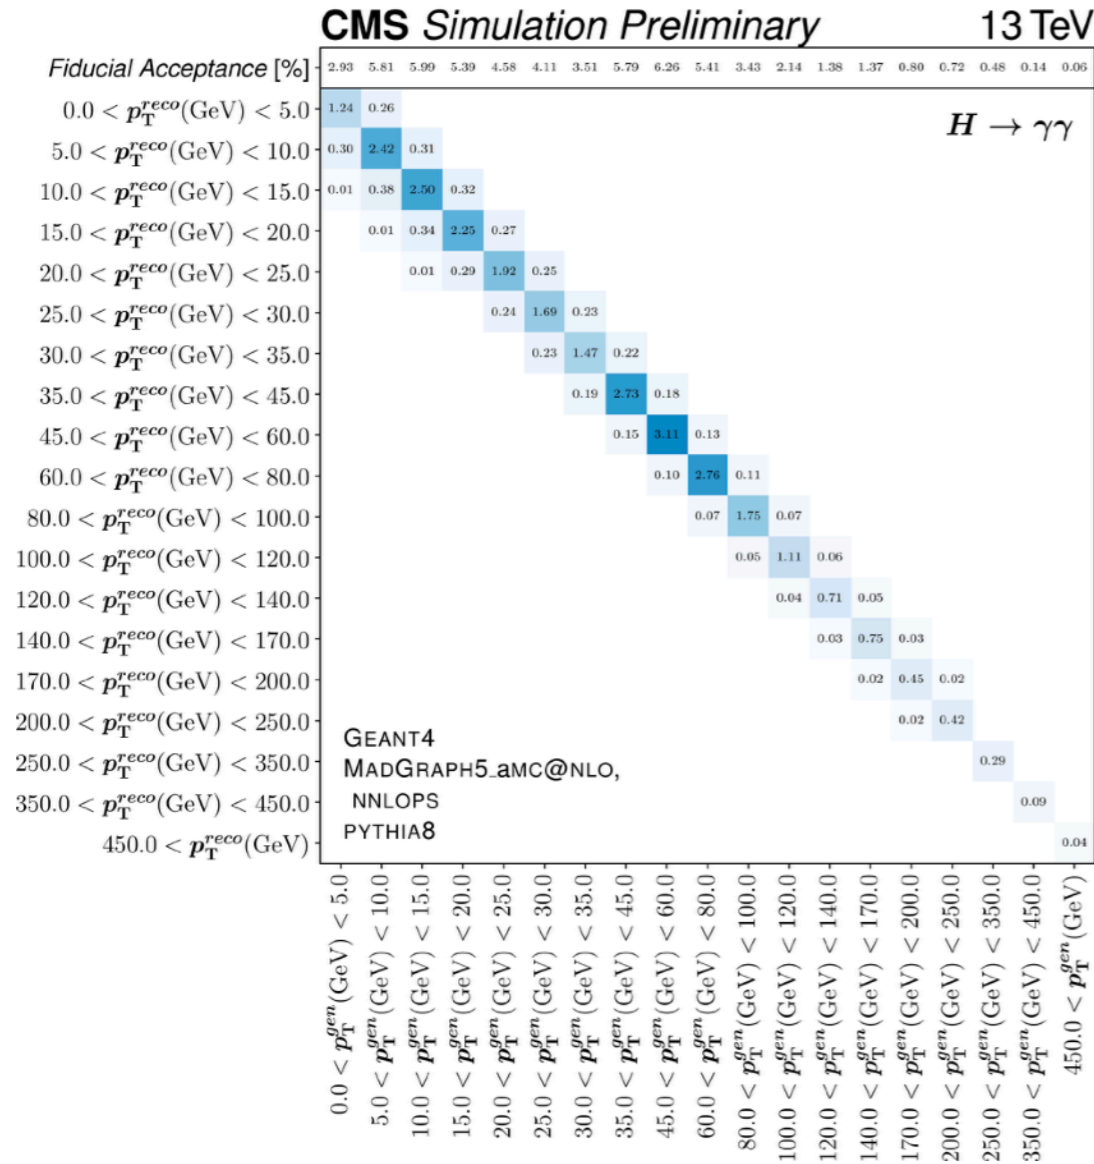 CMS Simulation Preliminary 13 TeV
Fiducial Acceptance [%] 2.93 5.81 5.99 5.39 4.58 4.11 3.51 5.79 6.26 5.41 3.43 2.14 1.38 1.37 0.80 0.72 0.48 0.14 0.06
0.0 < p_T^reco(GeV) < 5.0 1.24 0.26
H → γγ
5.0 < p_T^reco(GeV) < 10.0 0.30 2.42 0.31
10.0 < p_T^reco(GeV) < 15.0 0.01 0.38 2.50 0.32
15.0 < p_T^reco(GeV) < 20.0 0.01 0.34 2.25 0.27
20.0 < p_T^reco(GeV) < 25.0 0.01 0.29 1.92 0.25
25.0 < p_T^reco(GeV) < 30.0 0.24 1.69 0.23
30.0 < p_T^reco(GeV) < 35.0 0.23 1.47 0.22
35.0 < p_T^reco(GeV) < 45.0 0.19 2.73 0.18
45.0 < p_T^reco(GeV) < 60.0 0.15 3.11 0.13
60.0 < p_T^reco(GeV) < 80.0 0.10 2.76 0.11
80.0 < p_T^reco(GeV) < 100.0 0.07 1.75 0.07
100.0 < p_T^reco(GeV) < 120.0 0.05 1.11 0.06
120.0 < p_T^reco(GeV) < 140.0 0.04 0.71 0.05
140.0 < p_T^reco(GeV) < 170.0 0.03 0.75 0.03
170.0 < p_T^reco(GeV) < 200.0 0.02 0.45 0.02
200.0 < p_T^reco(GeV) < 250.0 0.02 0.42
250.0 < p_T^reco(GeV) < 350.0 0.29
350.0 < p_T^reco(GeV) < 450.0 0.09
450.0 < p_T^reco(GeV) 0.04
GEANT4
MADGRAPH5_aMC@NLO,
NNLOPS
PYTHIA8
0.0 < p_T^gen(GeV) < 5.0
5.0 < p_T^gen(GeV) < 10.0
10.0 < p_T^gen(GeV) < 15.0
15.0 < p_T^gen(GeV) < 20.0
20.0 < p_T^gen(GeV) < 25.0
25.0 < p_T^gen(GeV) < 30.0
30.0 < p_T^gen(GeV) < 35.0
35.0 < p_T^gen(GeV) < 45.0
45.0 < p_T^gen(GeV) < 60.0
60.0 < p_T^gen(GeV) < 80.0
80.0 < p_T^gen(GeV) < 100.0
100.0 < p_T^gen(GeV) < 120.0
120.0 < p_T^gen(GeV) < 140.0
140.0 < p_T^gen(GeV) < 170.0
170.0 < p_T^gen(GeV) < 200.0
200.0 < p_T^gen(GeV) < 250.0
250.0 < p_T^gen(GeV) < 350.0
350.0 < p_T^gen(GeV) < 450.0
450.0 < p_T^gen(GeV)